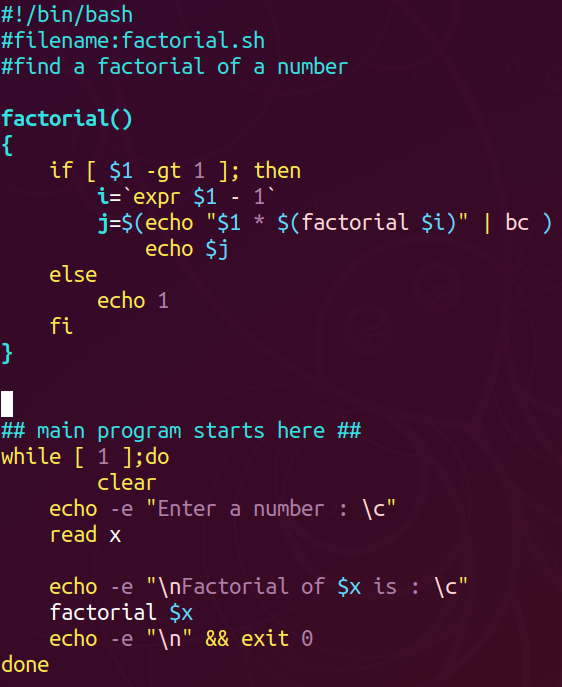 #!/bin/bash
#filename:factorial.sh
#find a factorial of a number
factorial()
{
    if [ $1 -gt 1 ]; then
        i=`expr $1 - 1`
        j=$(echo "$1 * $(factorial $i)" | bc )
            echo $j
    else
        echo 1
    fi
}
## main program starts here ##
while [ 1 ];do
        clear
    echo -e "Enter a number : \c"
    read x
    echo -e "\nFactorial of $x is : \c"
    factorial $x
    echo -e "\n" && exit 0
done